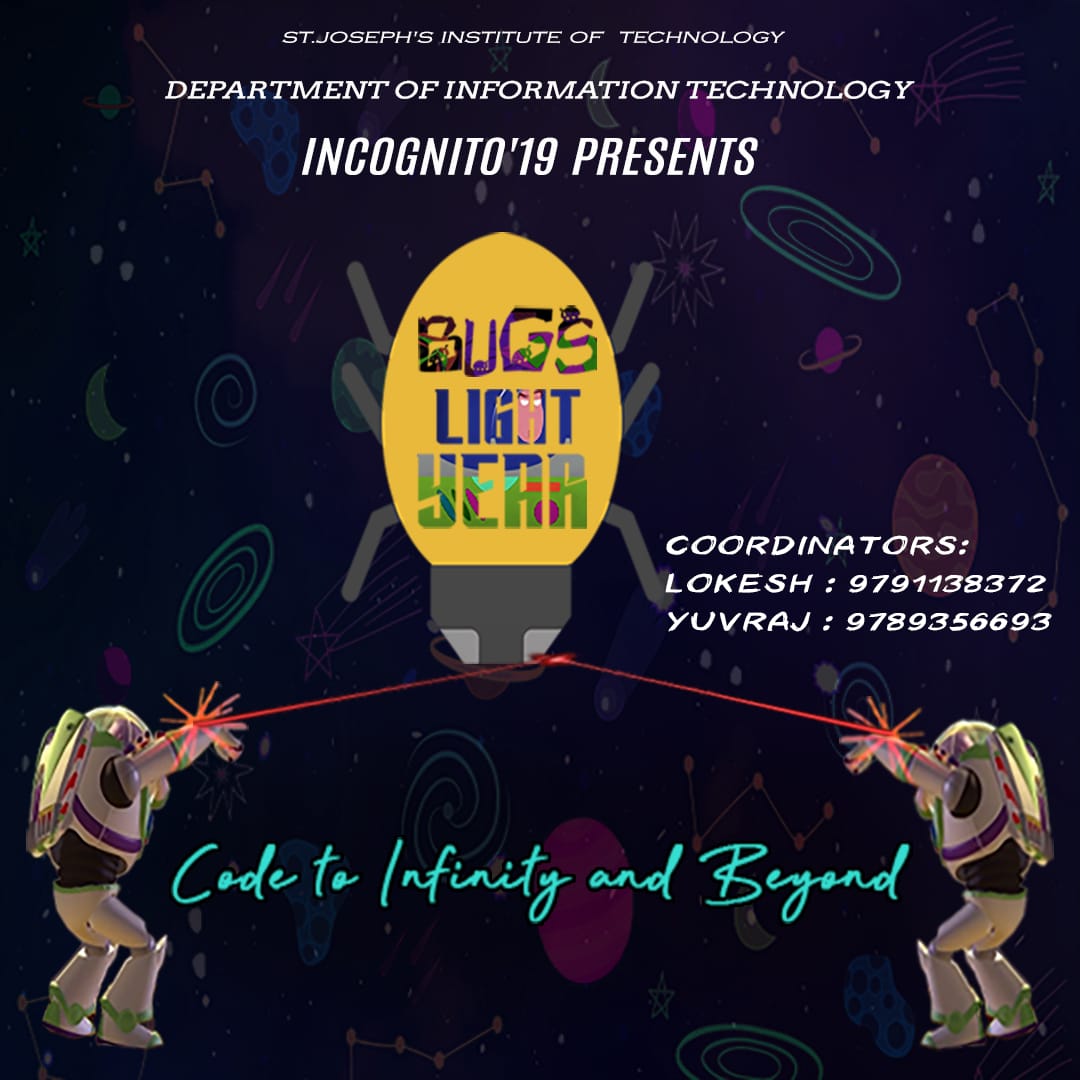 ST.JOSEPH'S INSTITUTE OF TECHNOLOGY
DEPARTMENT OF INFORMATION TECHNOLOGY
INCOGNITO'19 PRESENTS
BUGS
LIGHT
YEAR
COORDINATORS:
LOKESH : 9791138372
YUVRAJ : 9789356693
Code to Infinity and Beyond